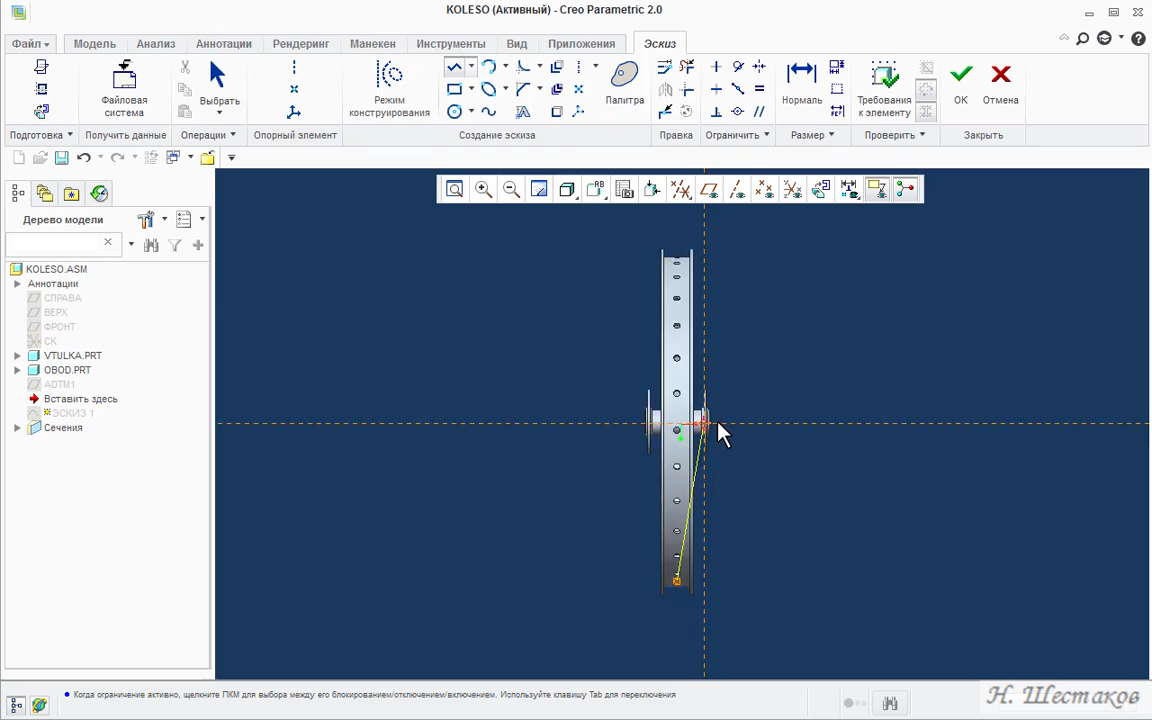 KOLESO (Активный) - Creo Parametric 2.0
Файл Модель Анализ Аннотации Рендеринг Манекен Инструменты Вид Приложения Эскиз
Файловая система
Выбрать
Режим конструирования
Палитра
Нормаль
Требования к элементу
ОК
Отмена
Подготовка Получить данные Операции Опорный элемент Создание эскиза Правка Ограничить Размер Проверить Закрыть
Дерево модели
KOLESO.ASM
Аннотации
СПРАВА
ВЕРХ
ФРОНТ
СК
VTULKA.PRT
OBOD.PRT
ADTM1
Вставить здесь
ЭСКИЗ 1
Сечения
Когда ограничение активно, щелкните ПКМ для выбора между его блокированием/отключением/включением. Используйте клавишу Tab для переключения
Н. Шестаков